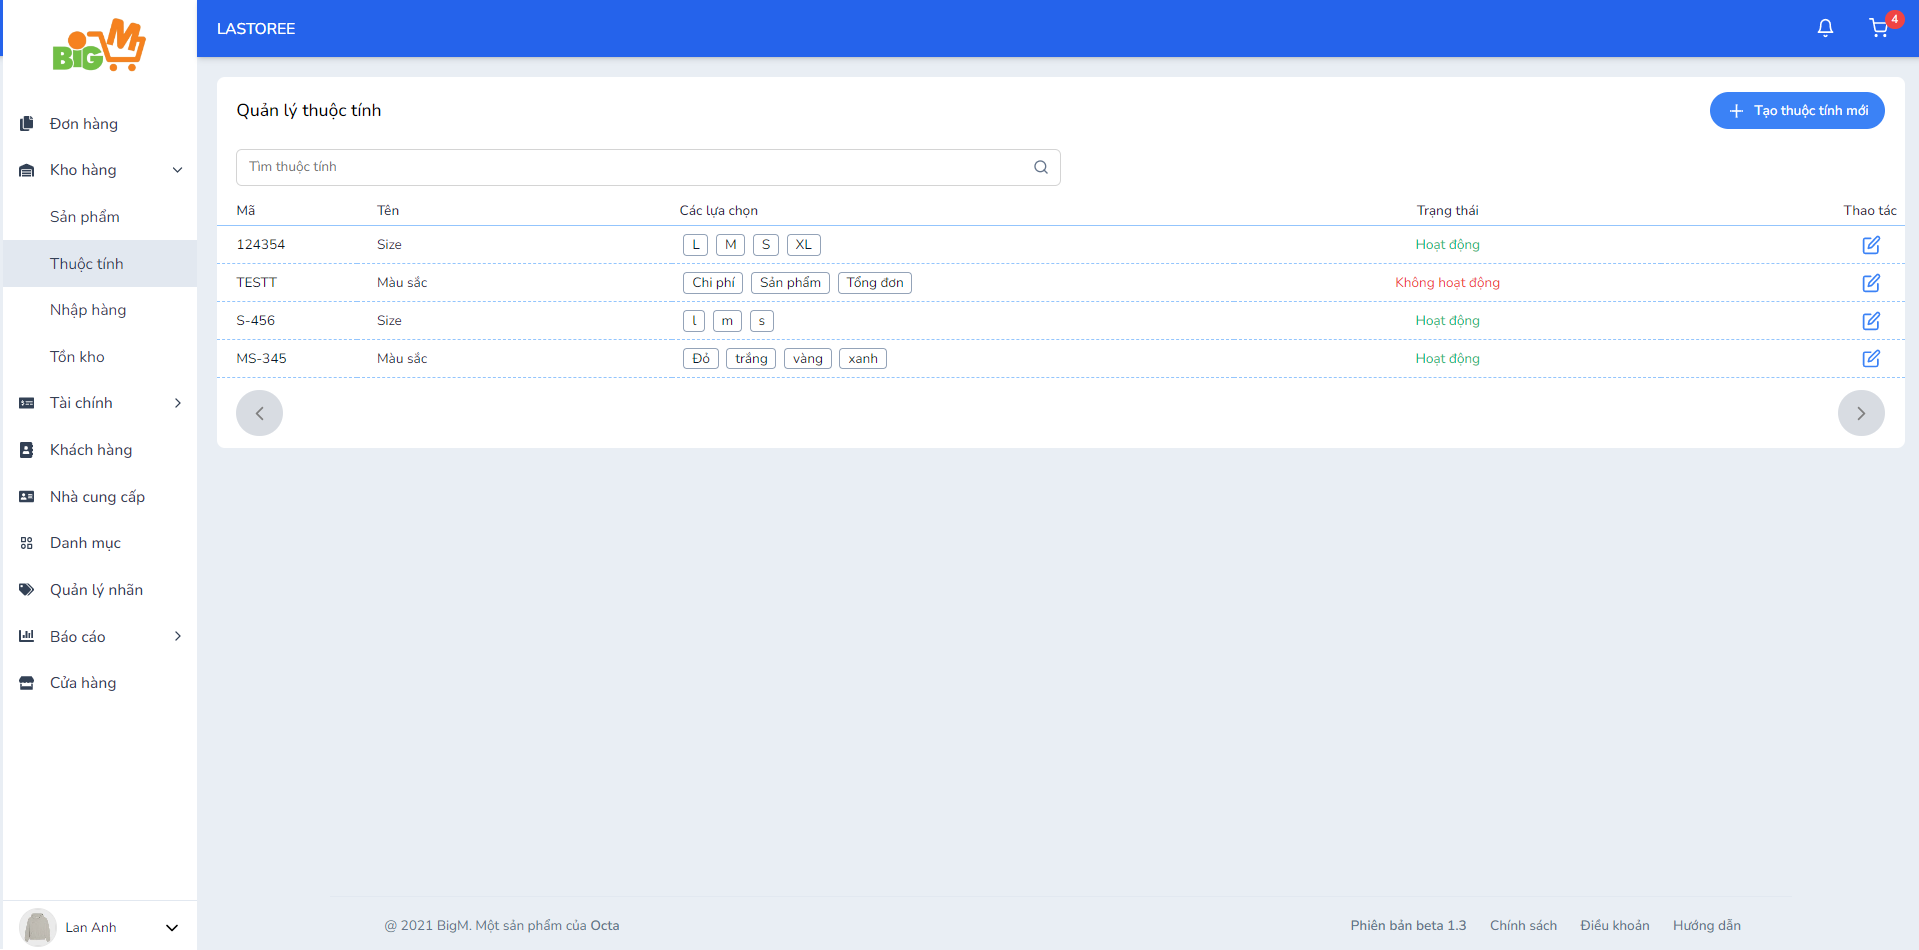 BIGM
LASTOREE
4
Đơn hàng
Kho hàng
Sản phẩm
Thuộc tính
Nhập hàng
Tồn kho
Tài chính
Khách hàng
Nhà cung cấp
Danh mục
Quản lý nhãn
Báo cáo
Cửa hàng
Lan Anh
Quản lý thuộc tính
Tạo thuộc tính mới
Tìm thuộc tính
Mã Tên Các lựa chọn Trạng thái Thao tác
124354 Size L M S XL Hoạt động
TESTT Màu sắc Chi phí Sản phẩm Tổng đơn Không hoạt động
S-456 Size l m s Hoạt động
MS-345 Màu sắc Đỏ trắng vàng xanh Hoạt động
@ 2021 BigM. Một sản phẩm của Octa
Phiên bản beta 1.3 Chính sách Điều khoản Hướng dẫn